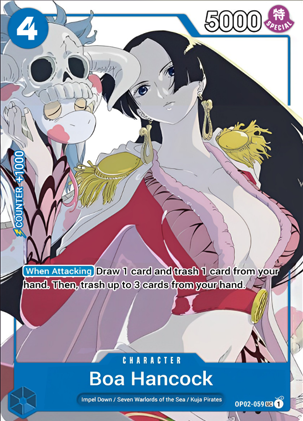 4
5000
特
SPECIAL
COUNTER +1000
When Attacking Draw 1 card and trash 1 card from your
hand. Then, trash up to 3 cards from your hand.
CHARACTER
Boa Hancock
Impel Down / Seven Warlords of the Sea / Kuja Pirates
OP02-059 UC 1